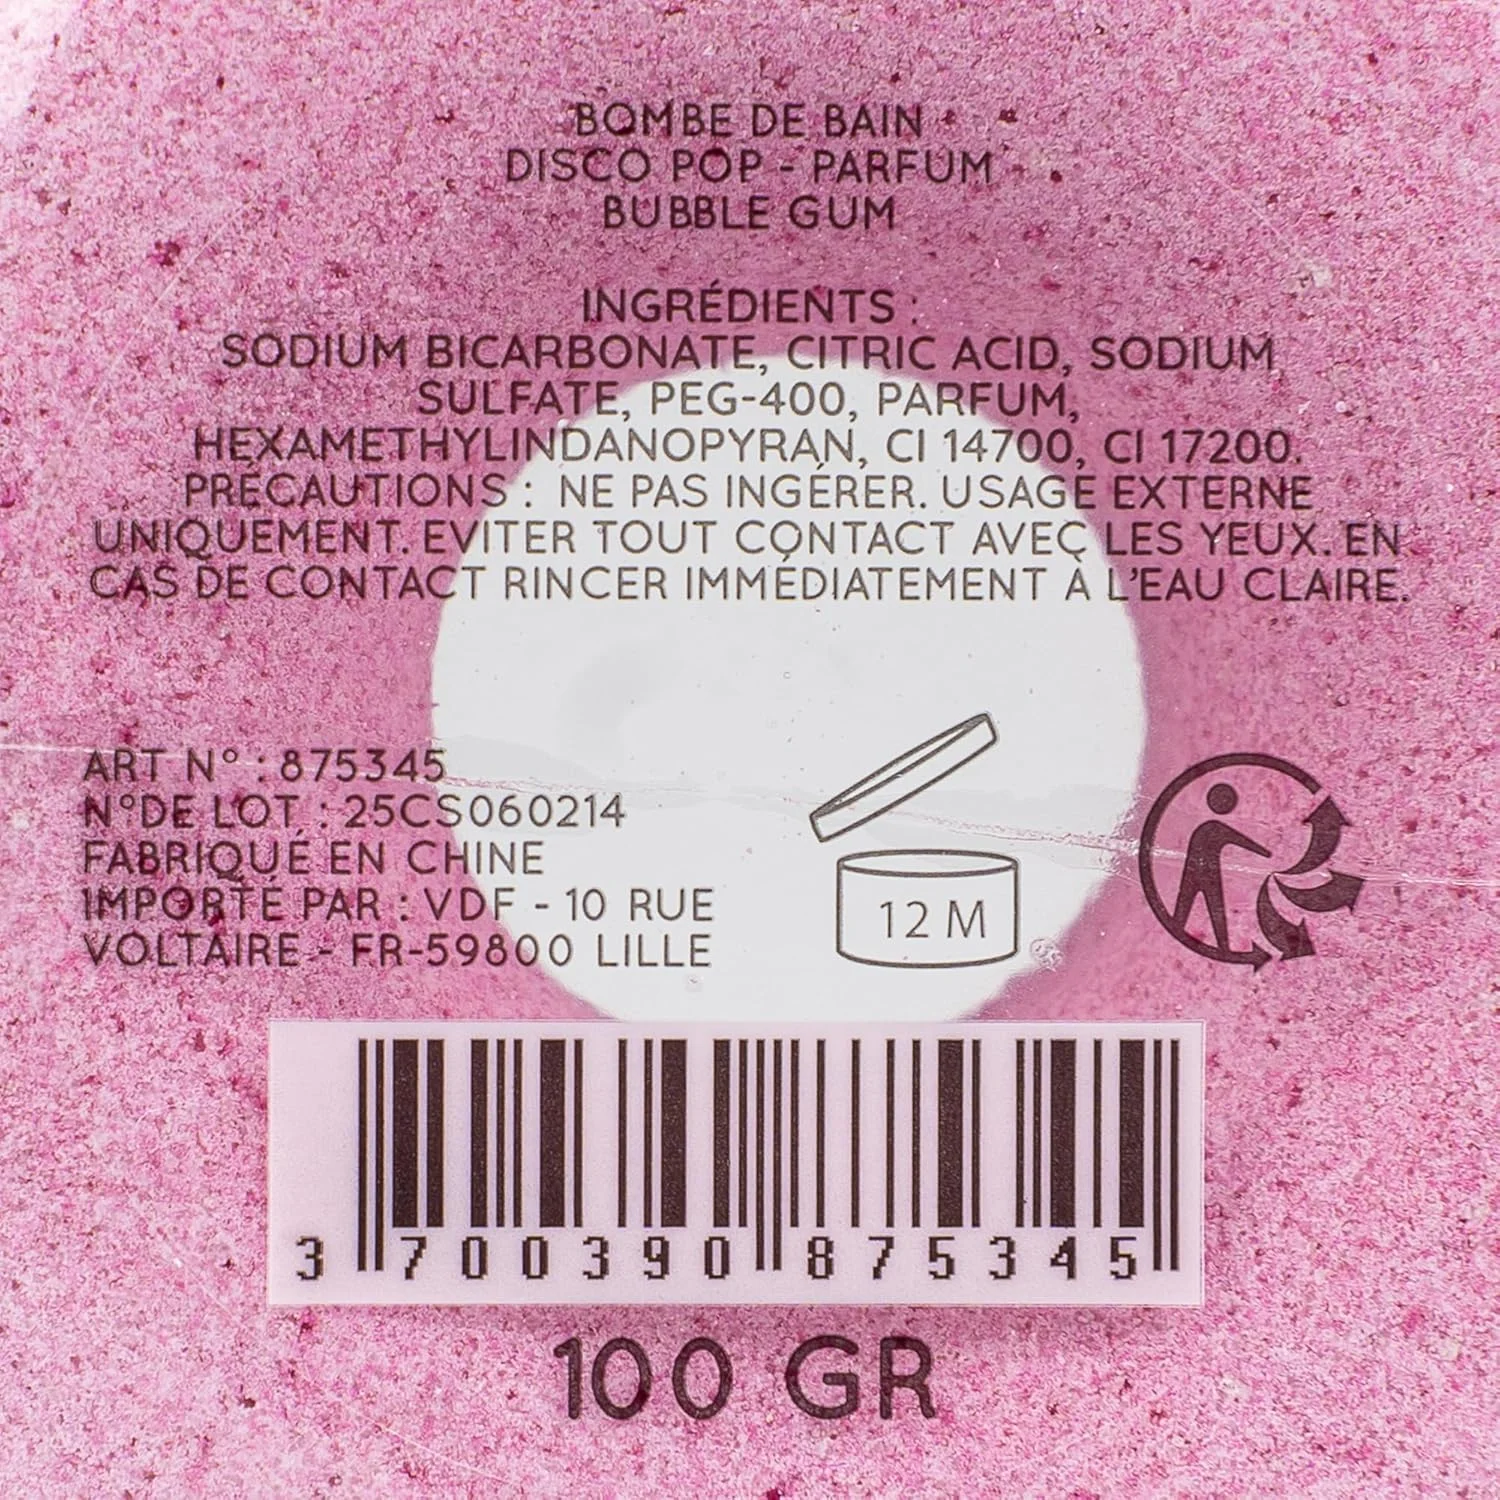 BOMBE DE BAIN
DISCO POP - PARFUM
BUBBLE GUM
INGRÉDIENTS :
SODIUM BICARBONATE, CITRIC ACID, SODIUM
SULFATE, PEG-400, PARFUM,
HEXAMETHYLINDANOPYRAN, CI 14700, CI 17200.
PRÉCAUTIONS : NE PAS INGÉRER. USAGE EXTERNE
UNIQUEMENT. EVITER TOUT CONTACT AVEC LES YEUX. EN
CAS DE CONTACT RINCER IMMÉDIATEMENT À L'EAU CLAIRE.
ART N° : 875345
N°DE LOT : 25CS060214
FABRIQUÉ EN CHINE
IMPORTÉ PAR : VDF - 10 RUE
VOLTAIRE - FR-59800 LILLE
12 M
3 700390 875345
100 GR